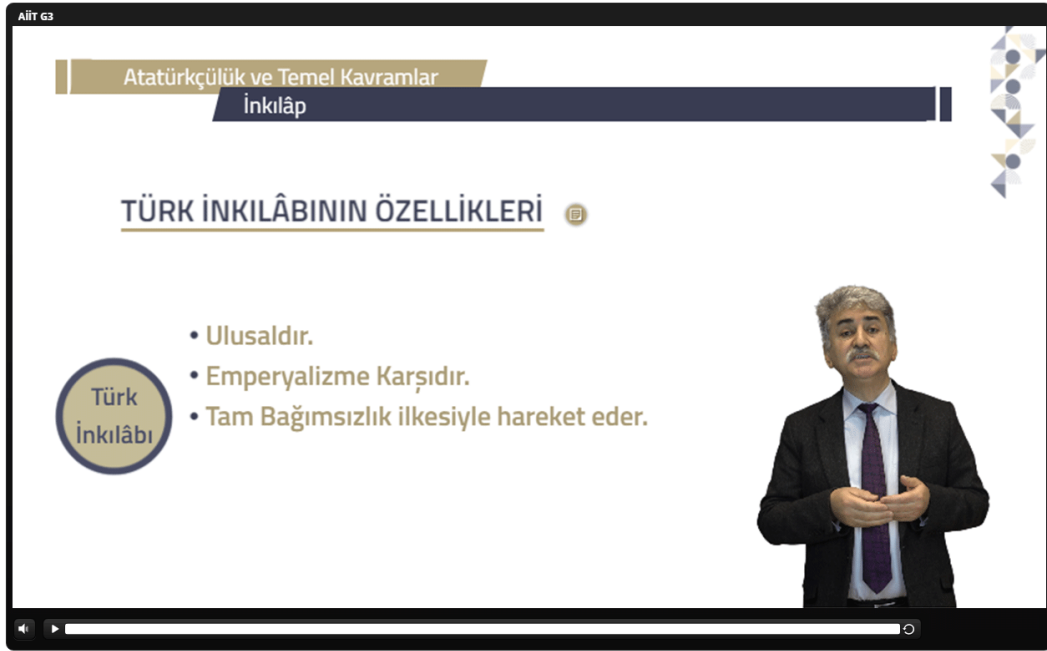 AİİT G3
Atatürkçülük ve Temel Kavramlar
İnkılâp
TÜRK İNKILÂBININ ÖZELLİKLERİ
• Ulusaldır.
• Emperyalizme Karşıdır.
• Tam Bağımsızlık ilkesiyle hareket eder.
Türk
İnkılâbı